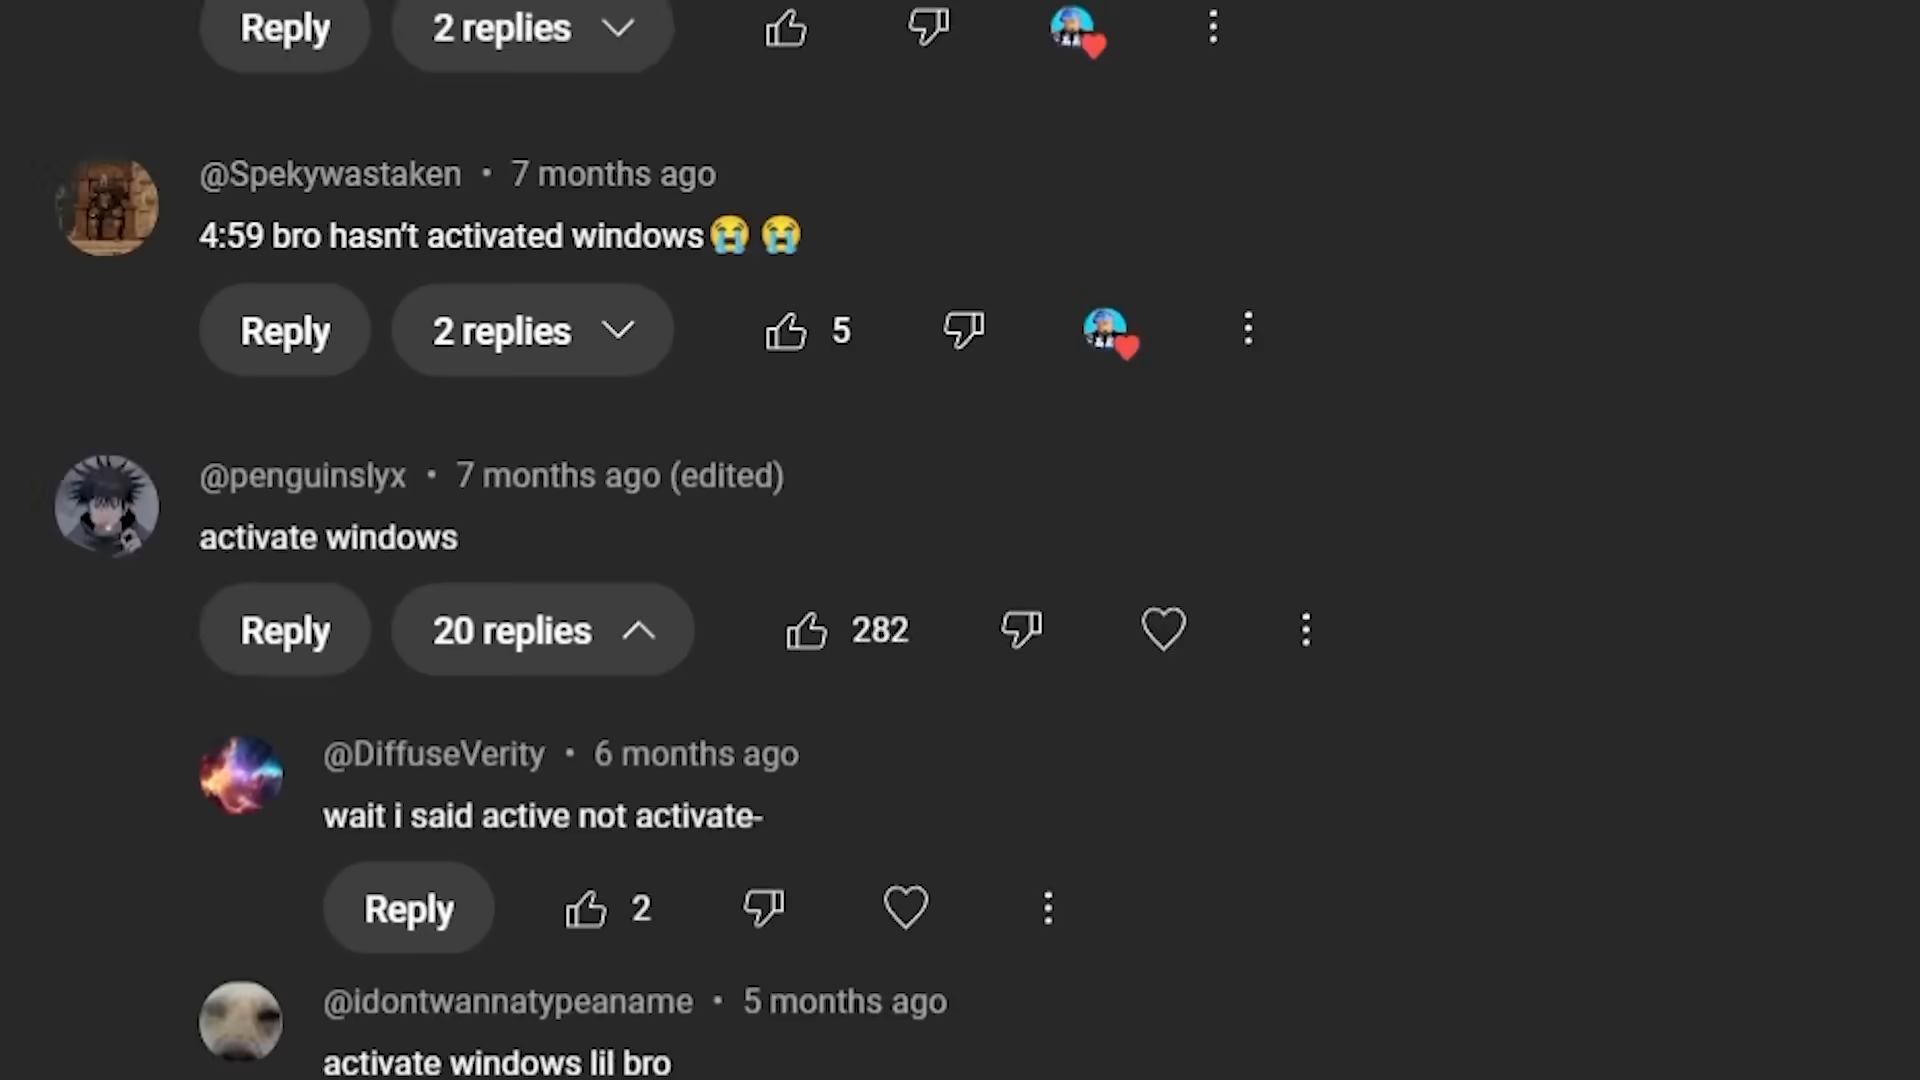 Reply 2 replies
@Spekywastaken • 7 months ago
4:59 bro hasn't activated windows😭😭
Reply 2 replies 5
@penguinslyx • 7 months ago (edited)
activate windows
Reply 20 replies 282
@DiffuseVerity • 6 months ago
wait i said active not activate-
Reply 2
@idontwannatypeaname • 5 months ago
activate windows lil bro